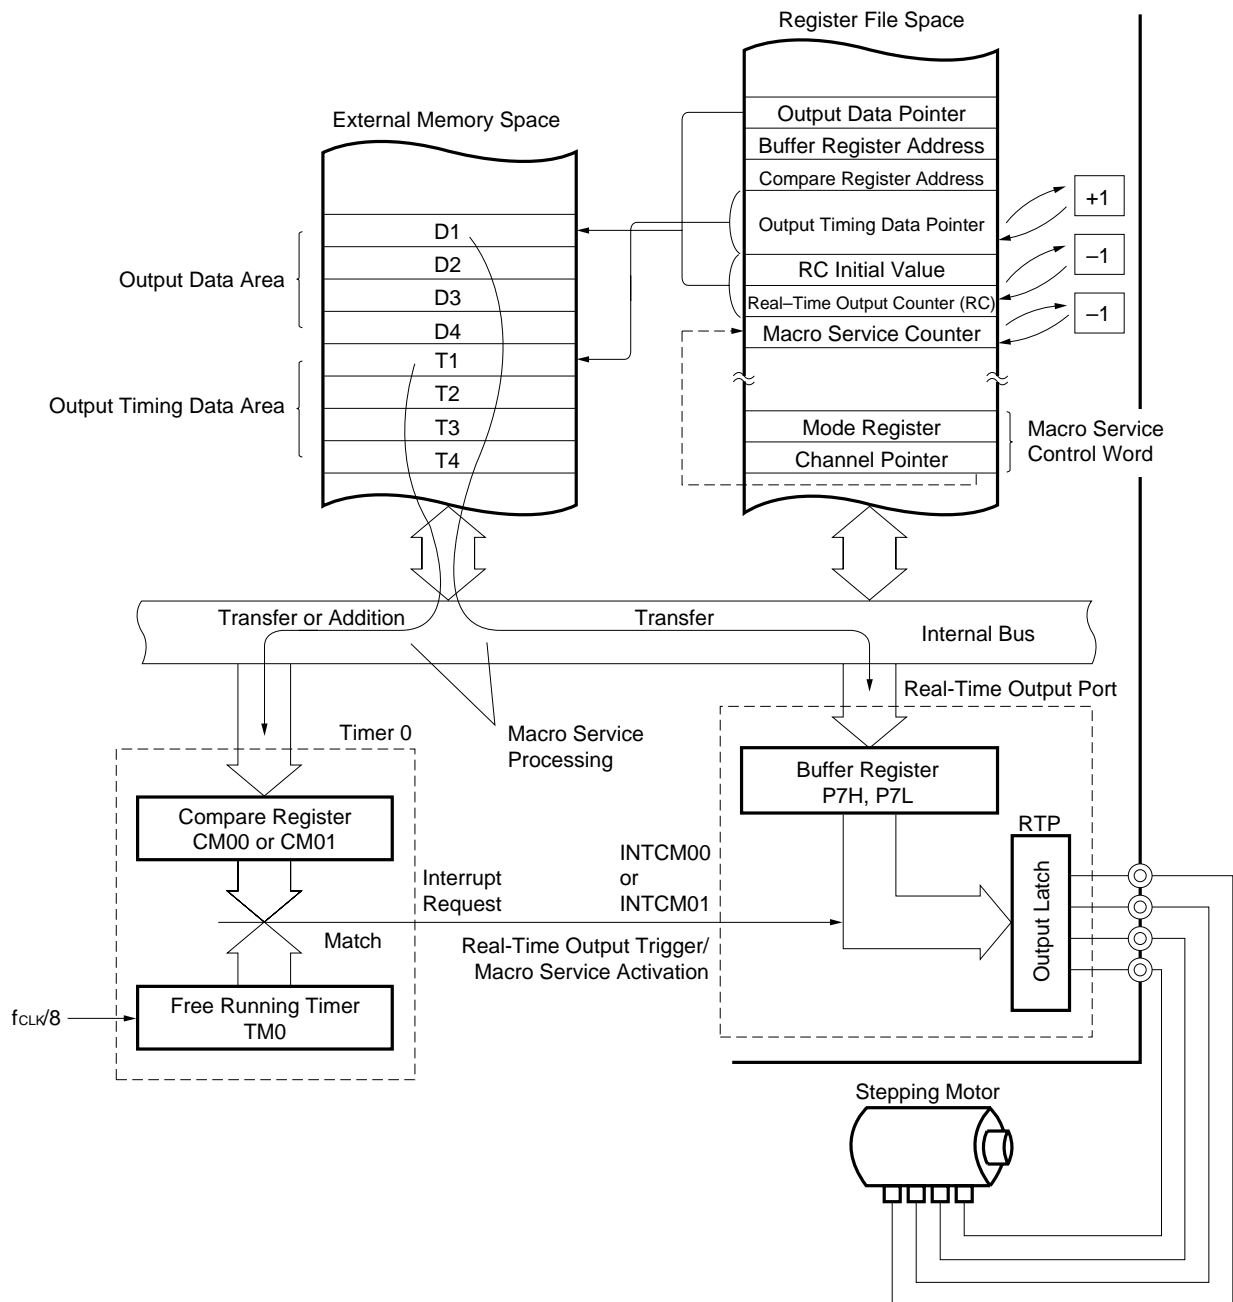 Register File Space
External Memory Space
Output Data Pointer
Buffer Register Address
Compare Register Address
Output Timing Data Pointer
+1
RC Initial Value
–1
Real–Time Output Counter (RC)
Macro Service Counter
–1
Output Data Area
D1
D2
D3
D4
Output Timing Data Area
T1
T2
T3
T4
Mode Register
Channel Pointer
Macro Service
Control Word
Transfer or Addition
Transfer
Internal Bus
Real-Time Output Port
Timer 0
Macro Service
Processing
Buffer Register
P7H, P7L
Compare Register
CM00 or CM01
RTP
Output Latch
Interrupt
Request
INTCM00
or
INTCM01
Match
Real-Time Output Trigger/
Macro Service Activation
Free Running Timer
TM0
fCLK/8
Stepping Motor